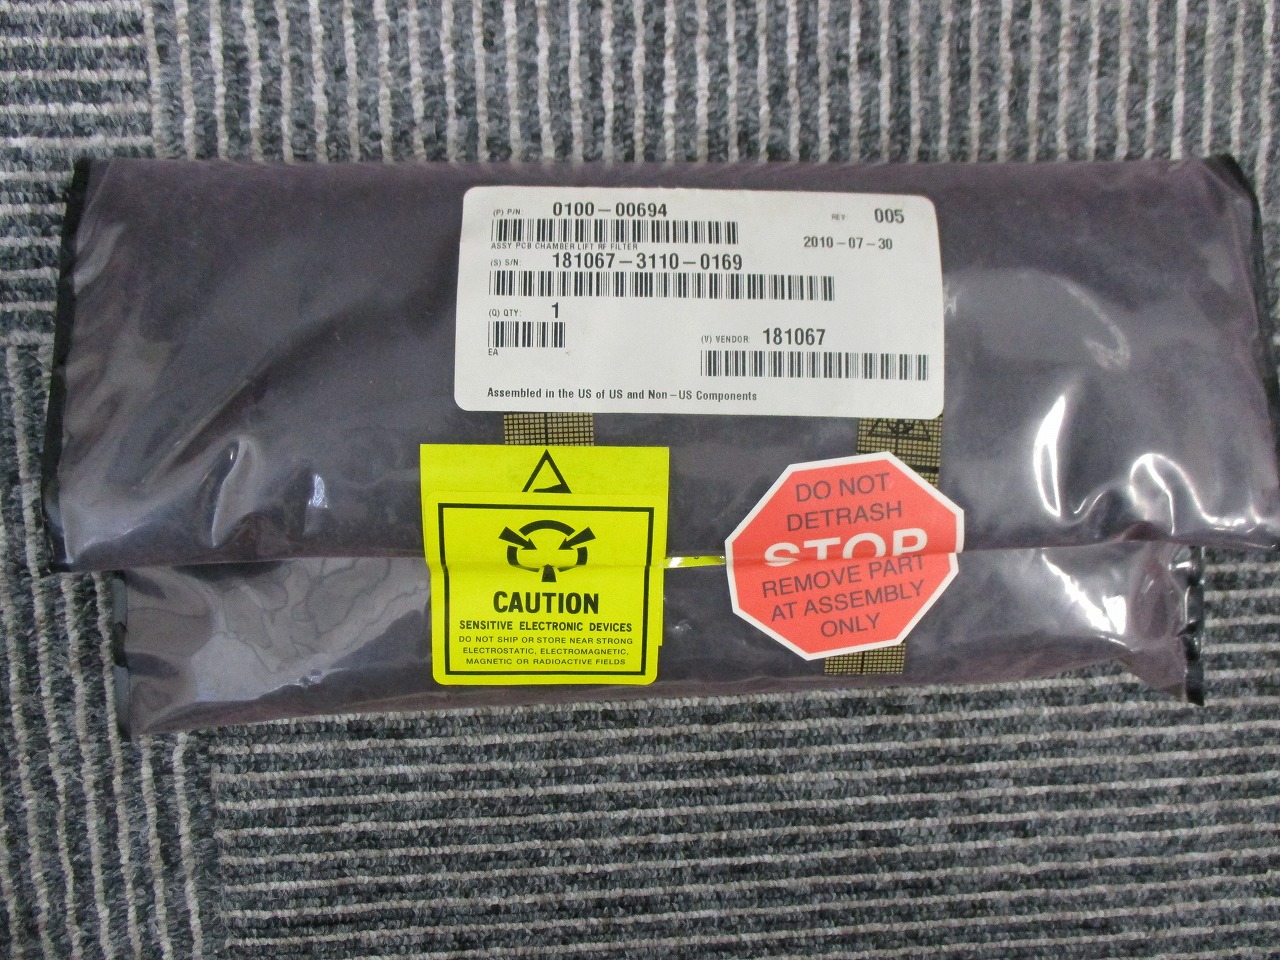 (P) P/N: 0100-00694
REV: 005
ASSY PCB CHAMBER LIFT RF FILTER
2010-07-30
(S) S/N: 181067-3110-0169
(Q) QTY: 1
EA
(V) VENDOR 181067
Assembled in the US of US and Non-US Components
CAUTION
SENSITIVE ELECTRONIC DEVICES
DO NOT SHIP OR STORE NEAR STRONG
ELECTROSTATIC, ELECTROMAGNETIC,
MAGNETIC OR RADIOACTIVE FIELDS
DO NOT
DETRASH
STOP
REMOVE PART
AT ASSEMBLY
ONLY